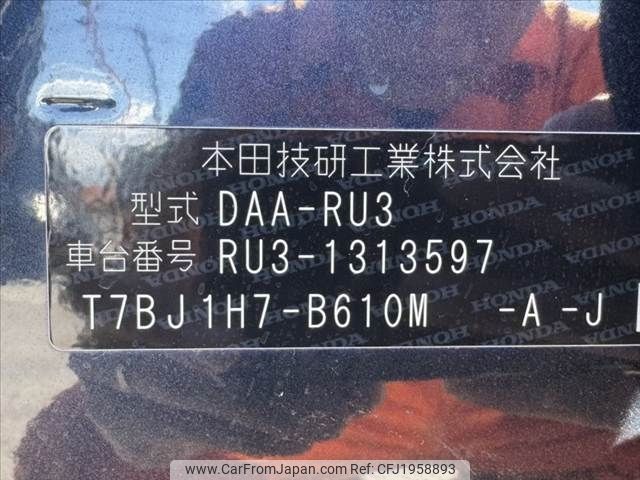 本田技研工業株式会社
型式 DAA-RU3
車台番号 RU3-1313597
T7BJ1H7-B610M -A -J
www.CarFromJapan.com REF:CFJ1958893